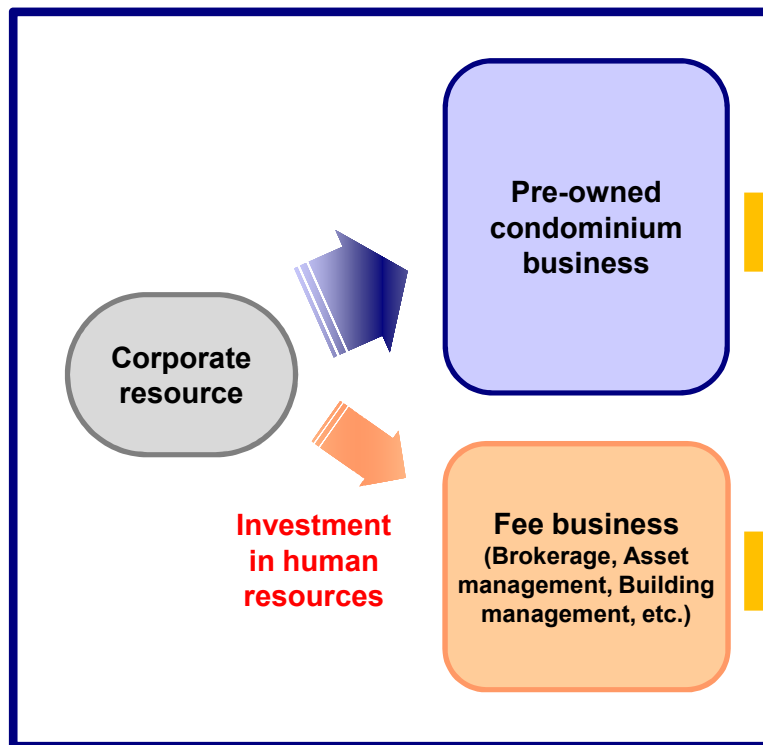 Pre-owned
condominium
business
Corporate
resource
Investment
in human
resources
Fee business
(Brokerage, Asset
management, Building
management, etc.)